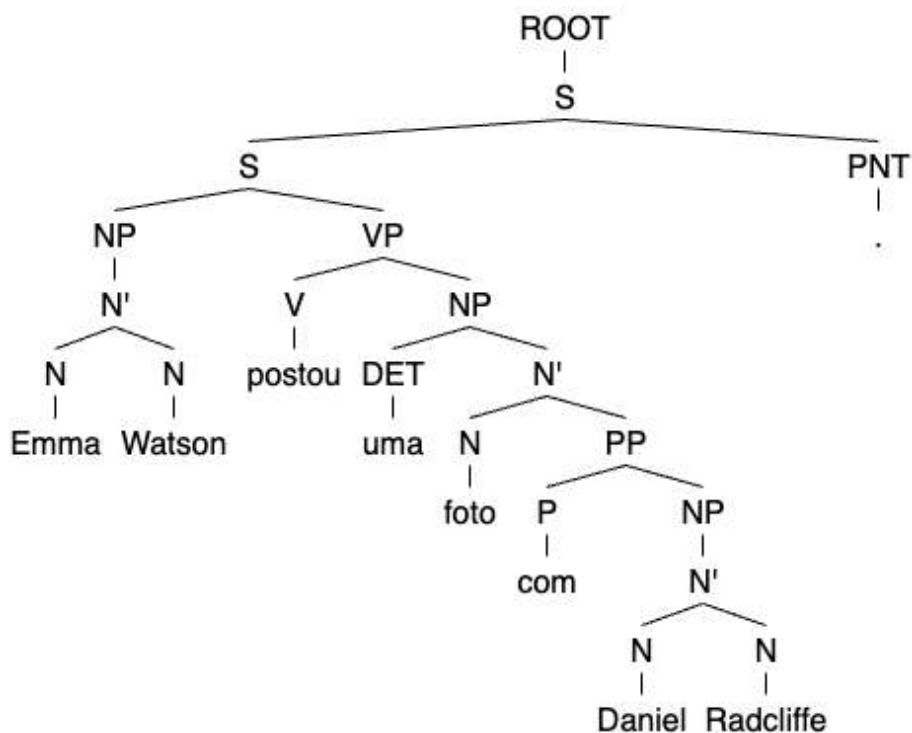 ROOT
S
S PNT
NP VP .
N' V NP
N N postou DET N'
Emma Watson uma N PP
foto P NP
com N'
N N
Daniel Radcliffe